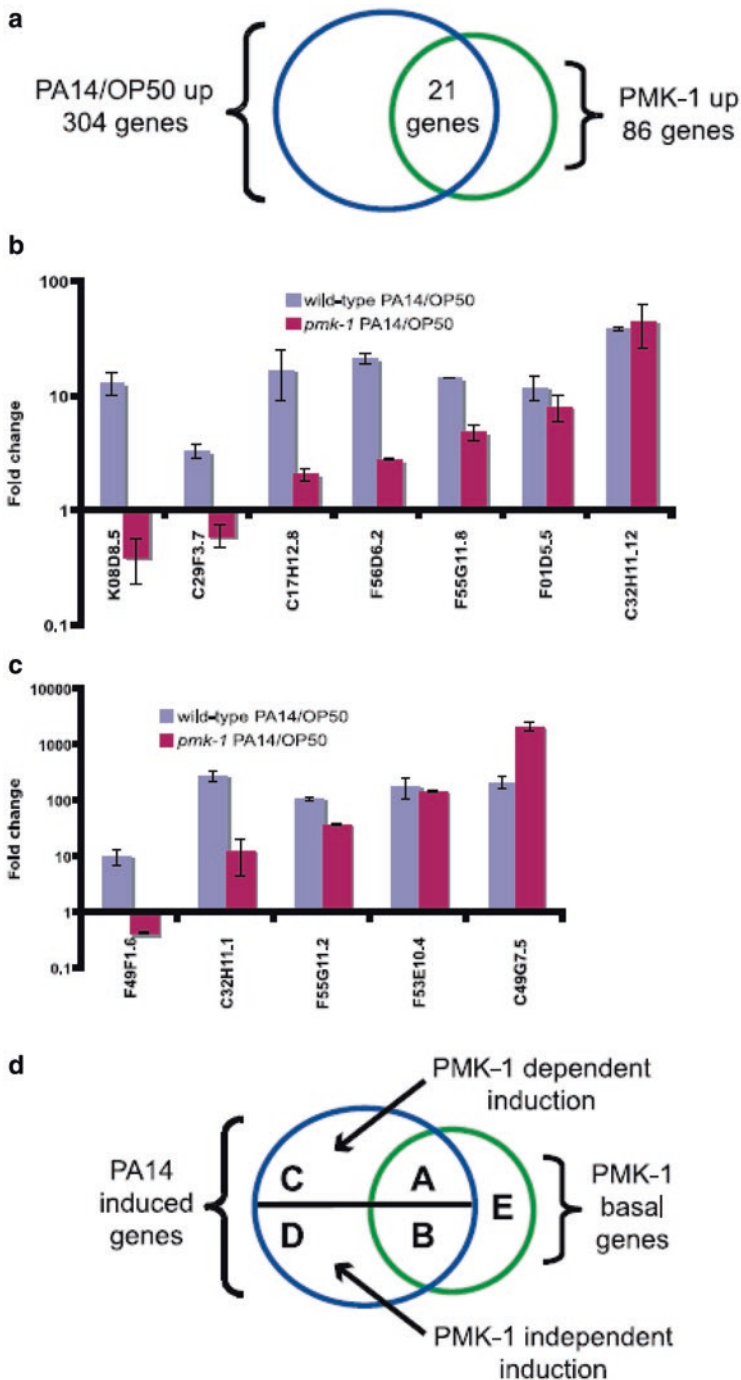 a
PA14/OP50 up
304 genes
21
genes
PMK-1 up
86 genes
b
100
10
1
0.1
Fold change
wild-type PA14/OP50
pmk-1 PA14/OP50
K08D8.5
C29F3.7
C17H12.8
F56D6.2
F55G11.8
F01D5.5
C32H11.12
c
10000
1000
100
10
1
0.1
Fold change
wild-type PA14/OP50
pmk-1 PA14/OP50
F49F1.6
C32H11.1
F55G11.2
F53E10.4
C49G7.5
d
PMK-1 dependent
induction
PA14
induced
genes
C
A
D
B
E
PMK-1
basal
genes
PMK-1 independent
induction